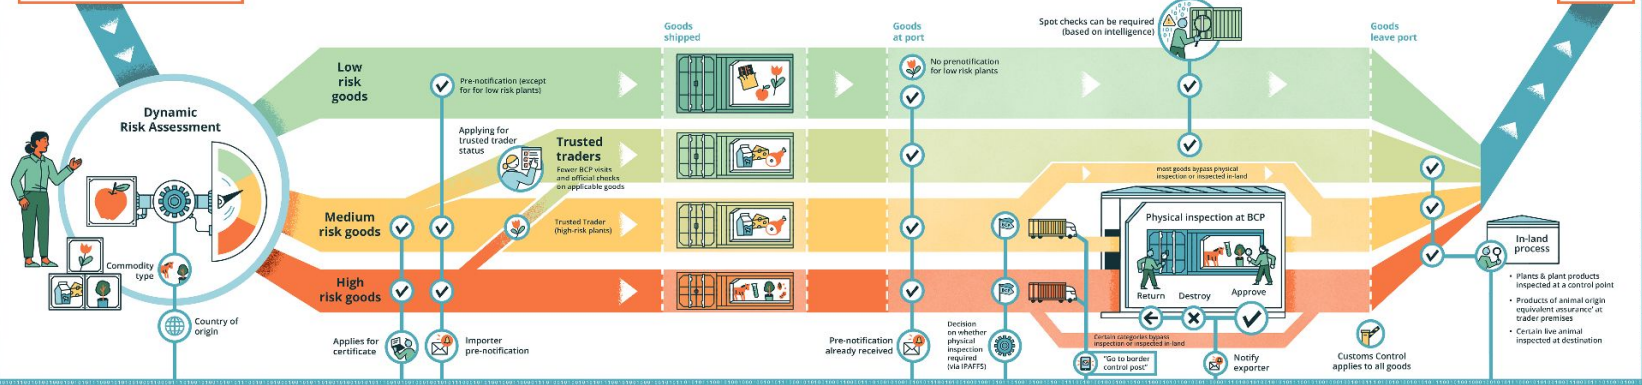 Dynamic
Risk Assessment
Commodity
type
Country of
origin
Low
risk
goods
Medium
risk goods
High
risk goods
Pre-notification (except
for for low risk plants)
Applying for
trusted trader
status
Trusted
traders
Fewer BCP visits
and official checks
on applicable goods
Trusted Trader
(high-risk plants)
Applies for
certificate
Importer
pre-notification
Goods
shipped
Goods
at port
No prenotification
for low risk plants
Pre-notification
already received
Decision
on whether
physical
inspection
required
(via IPAFFS)
Spot checks can be required
(based on intelligence)
most goods bypass physical
inspection or inspected in-land
Physical inspection at BCP
Return
Destroy
Approve
Certain categories bypass
inspection or inspected in-land
"Go to border
control post"
Notify
exporter
Goods
leave port
Customs Control
applies to all goods
In-land
process
• Plants & plant products
inspected at a control point
• Products of animal origin
equivalent assurance' at
trader premises
• Certain live animal
inspected at destination